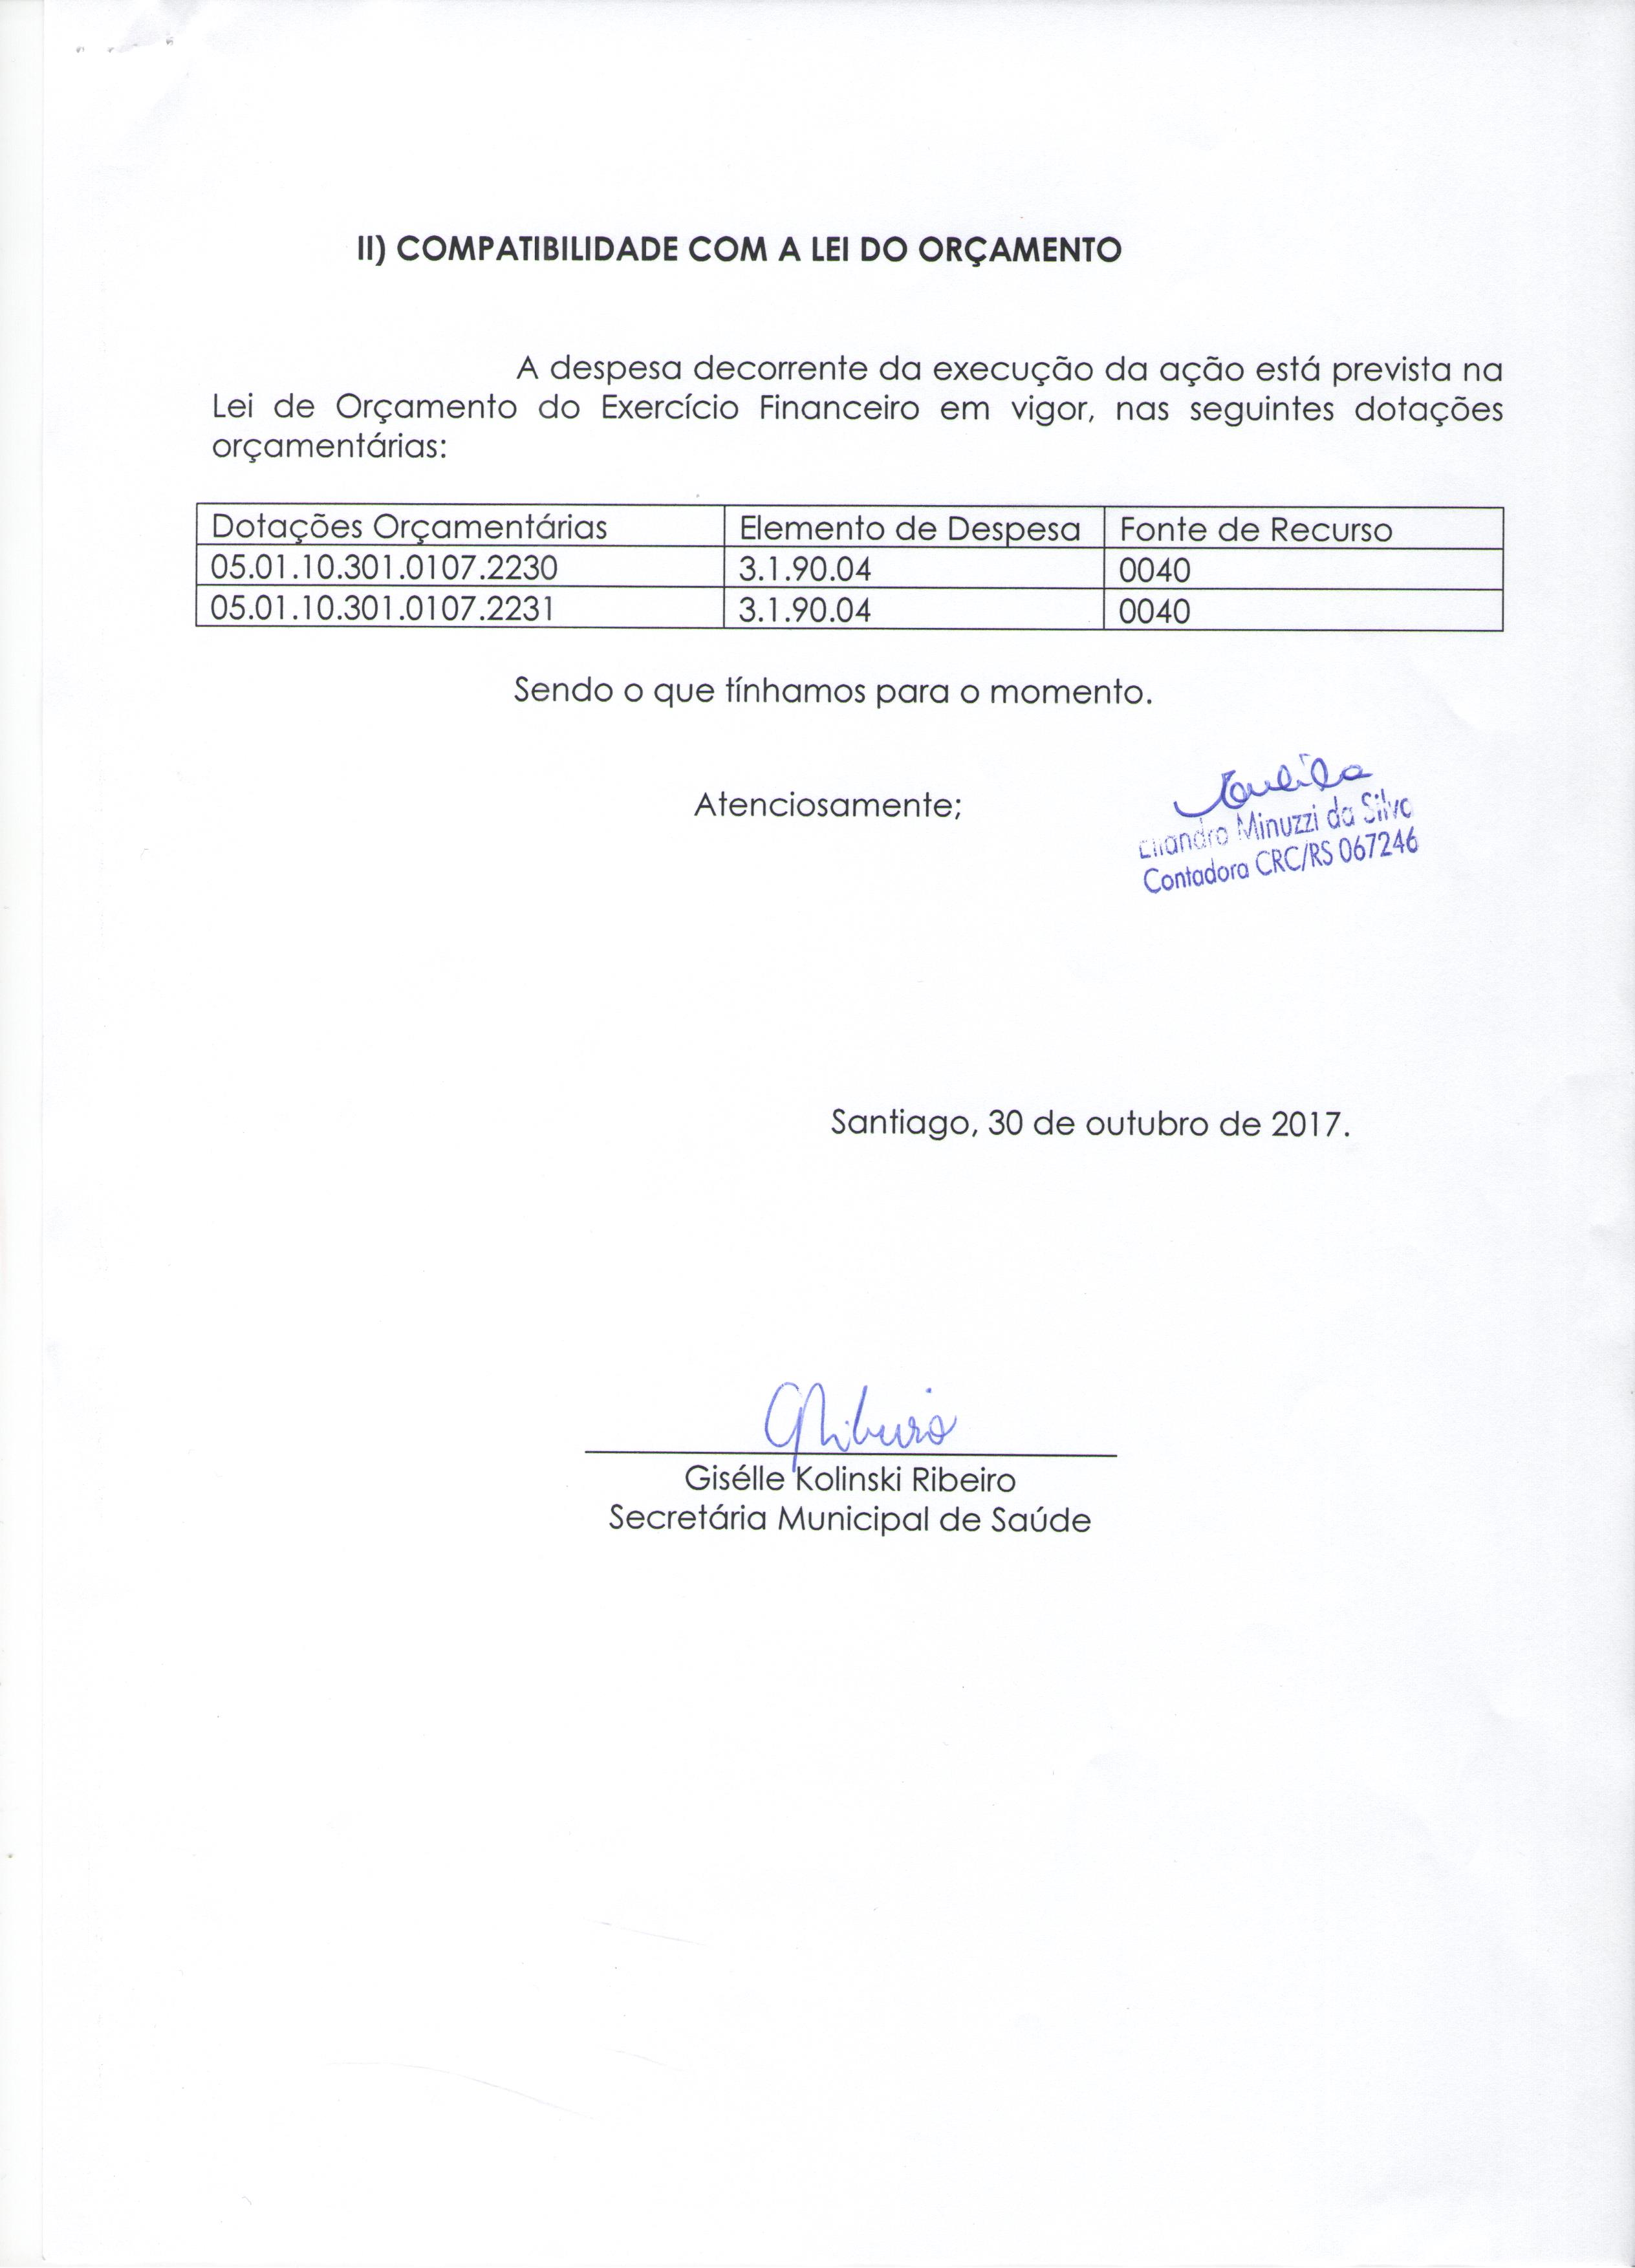 II) COMPATIBILIDADE COM A LEI DO ORÇAMENTO
A despesa decorrente da execução da ação está prevista na
Lei de Orçamento do Exercício Financeiro em vigor, nas seguintes dotações
orçamentárias:
Dotações Orçamentárias Elemento de Despesa Fonte de Recurso
05.01.10.301.0107.2230 3.1.90.04 0040
05.01.10.301.0107.2231 3.1.90.04 0040
Sendo o que tínhamos para o momento.
Atenciosamente;
Minuzzi da Silva
Contadora CRC/RS 067246
Santiago, 30 de outubro de 2017.
Gisélle Kolinski Ribeiro
Secretária Municipal de Saúde